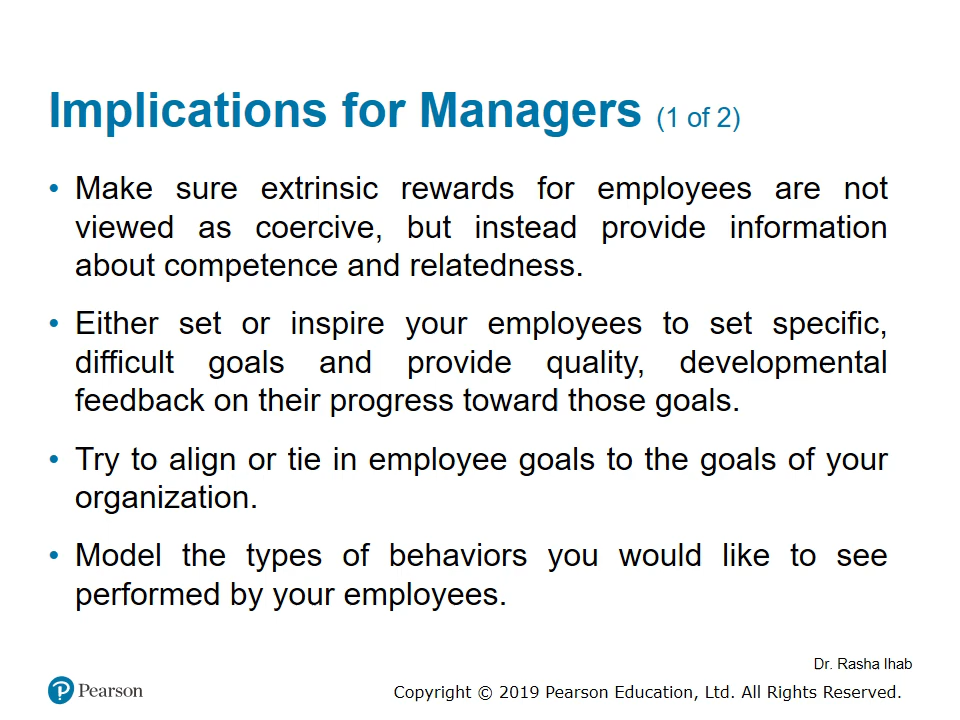 Implications for Managers (1 of 2)
• Make sure extrinsic rewards for employees are not
viewed as coercive, but instead provide information
about competence and relatedness.
• Either set or inspire your employees to set specific,
difficult goals and provide quality, developmental
feedback on their progress toward those goals.
• Try to align or tie in employee goals to the goals of your
organization.
• Model the types of behaviors you would like to see
performed by your employees.
Dr. Rasha Ihab
Pearson
Copyright © 2019 Pearson Education, Ltd. All Rights Reserved.